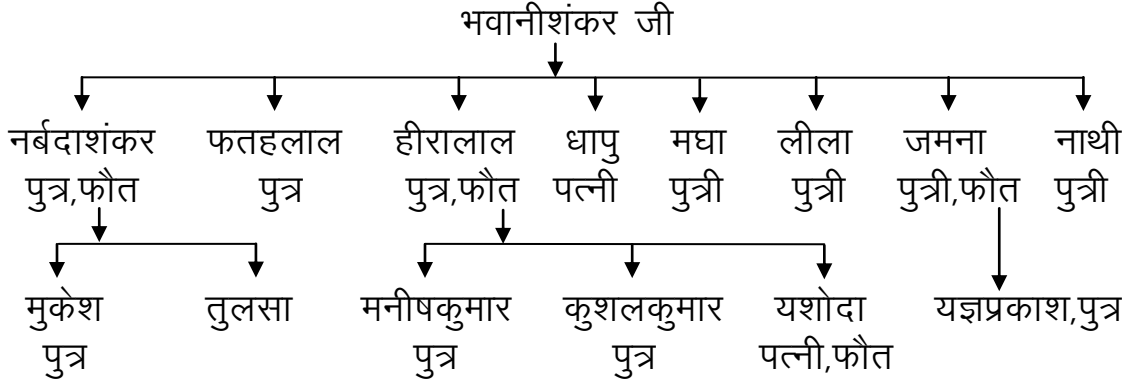 भवानीशंकर जी
नर्बदाशंकर फतहलाल हीरालाल धापु मघा लीला जमना नाथी
पुत्र,फौत पुत्र पुत्र,फौत पत्नी पुत्री पुत्री पुत्री,फौत पुत्री
मुकेश तुलसा मनीषकुमार कुशलकुमार यशोदा यज्ञप्रकाश,पुत्र
पुत्र पुत्र पुत्र पत्नी,फौत